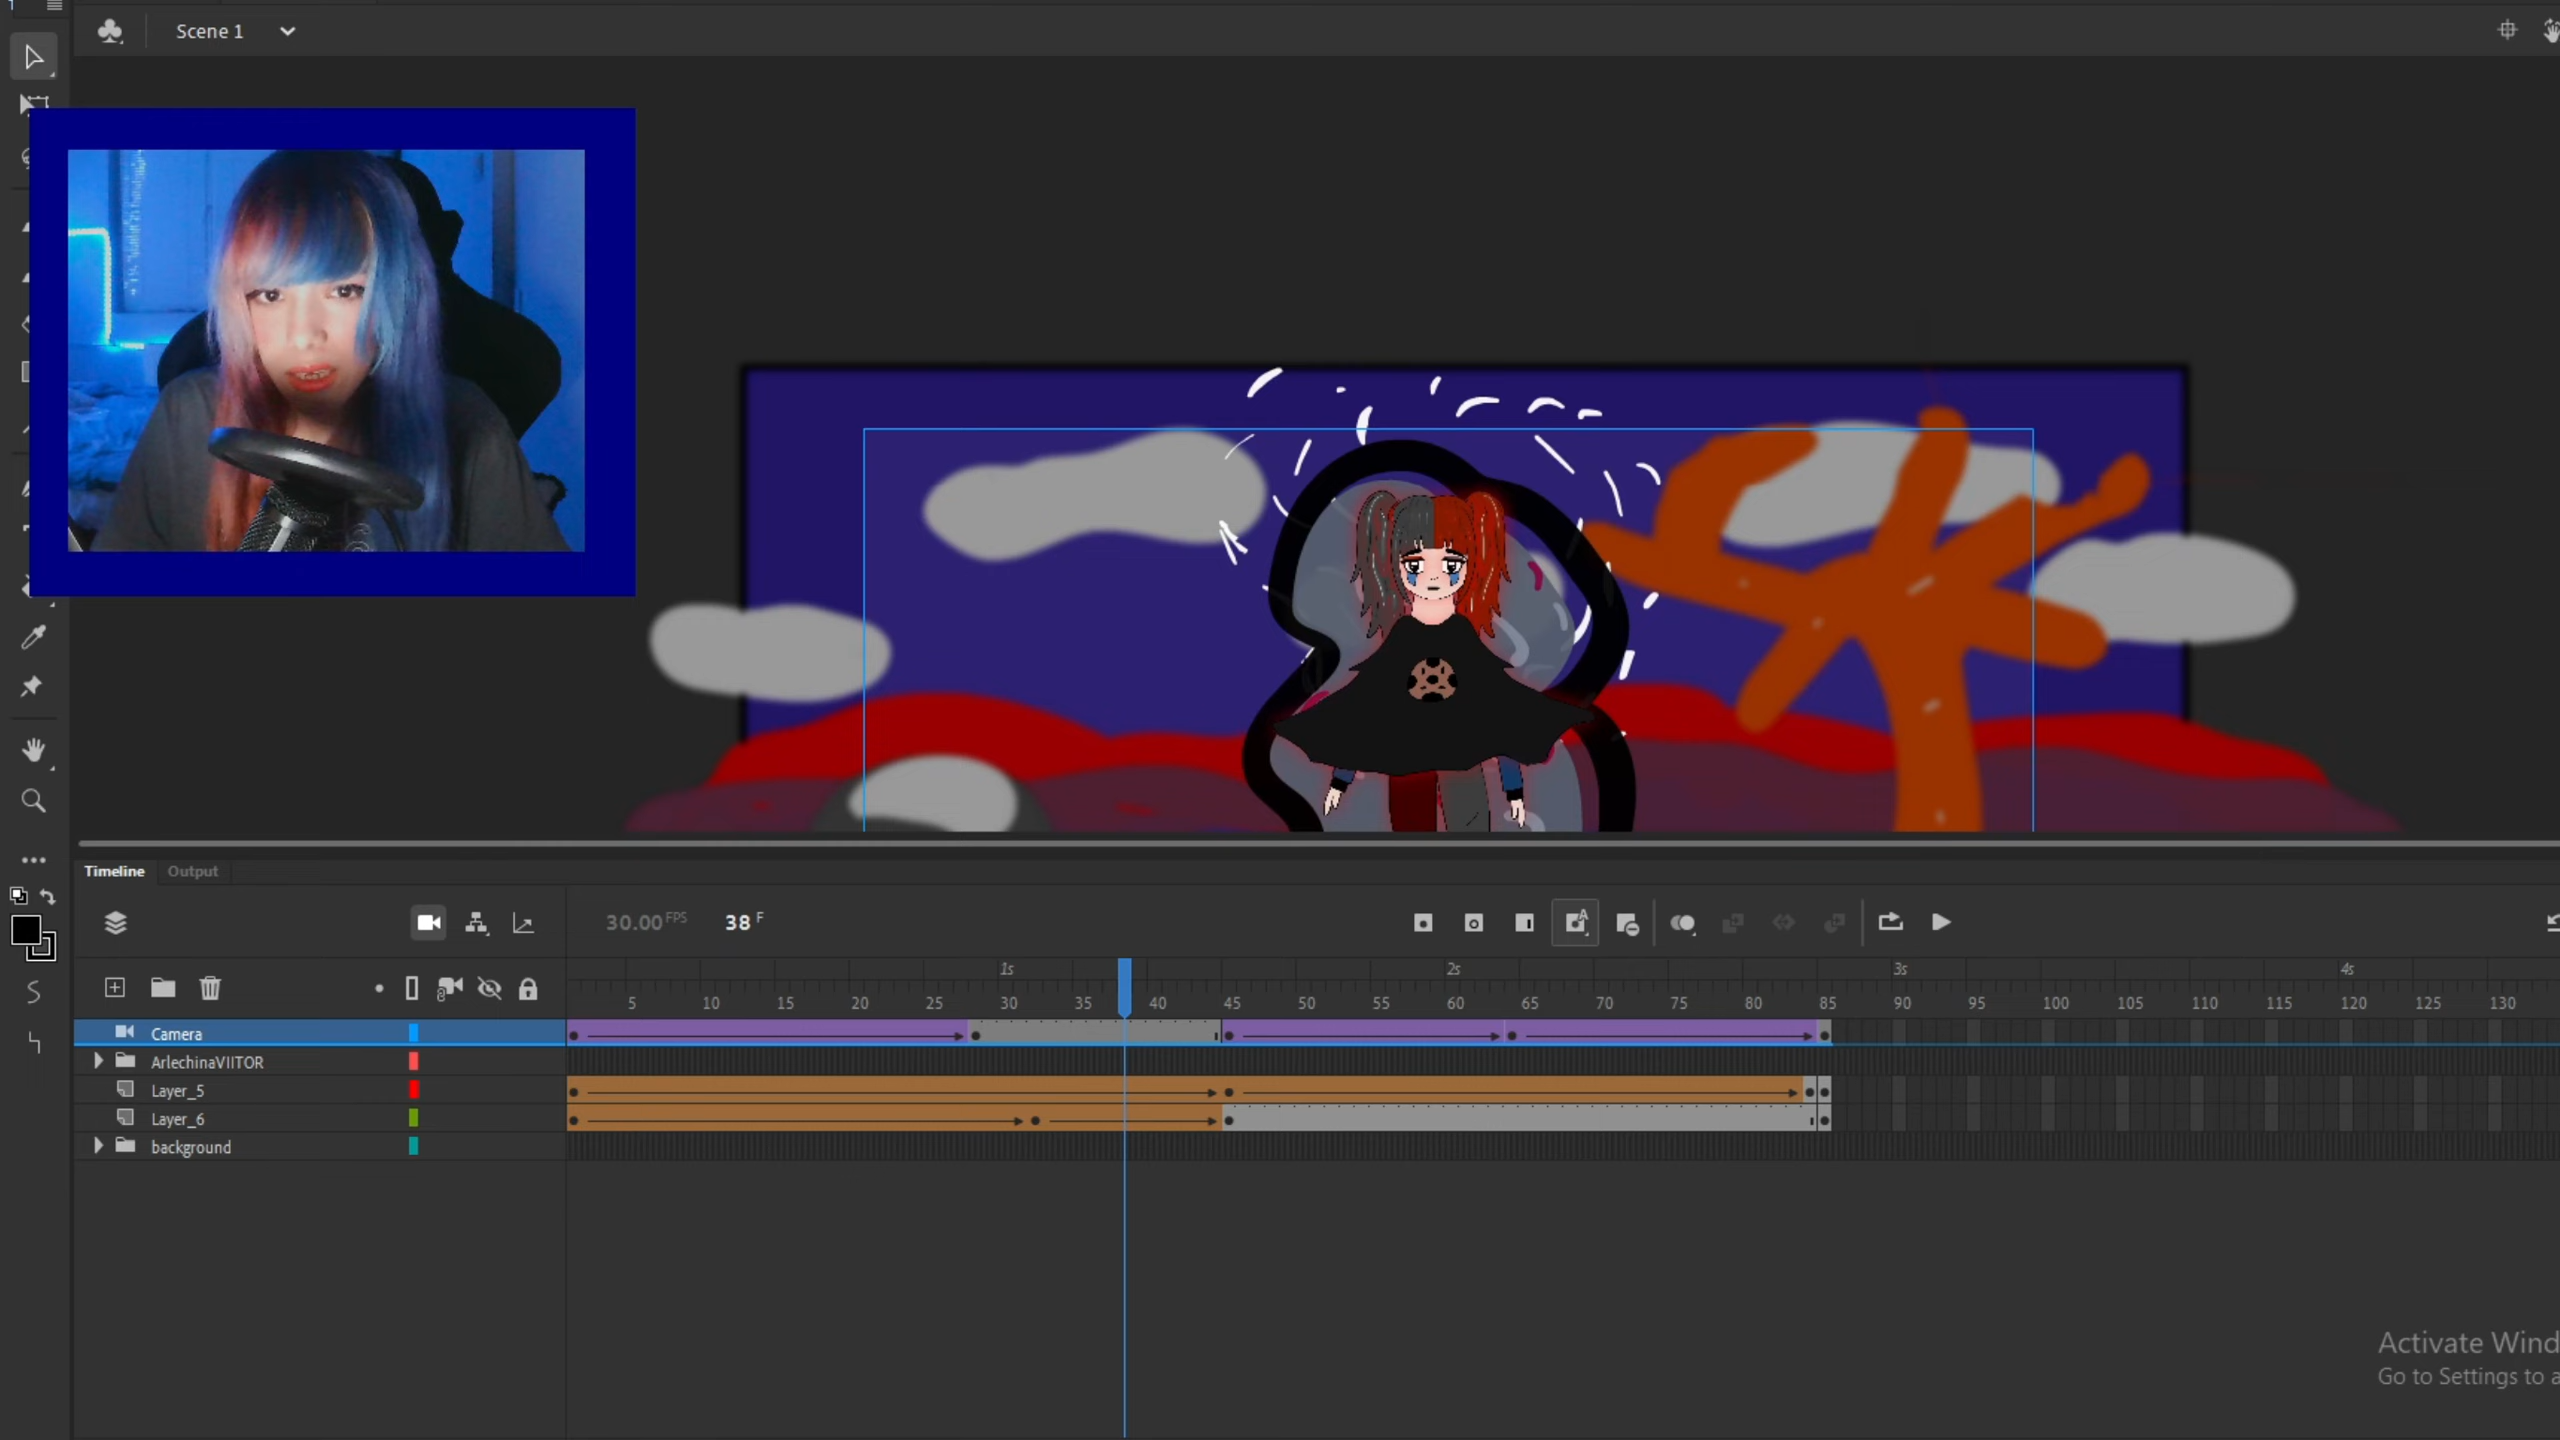 Scene 1
Timeline
Output
30.00 FPS
38 F
1s 2s 3s 4s
5 10 15 20 25 30 35 40 45 50 55 60 65 70 75 80 85 90 95 100 105 110 115 120 125 130
Camera
ArlechinaVIITOR
Layer_5
Layer_6
background
Activate Wind
Go to Settings to a